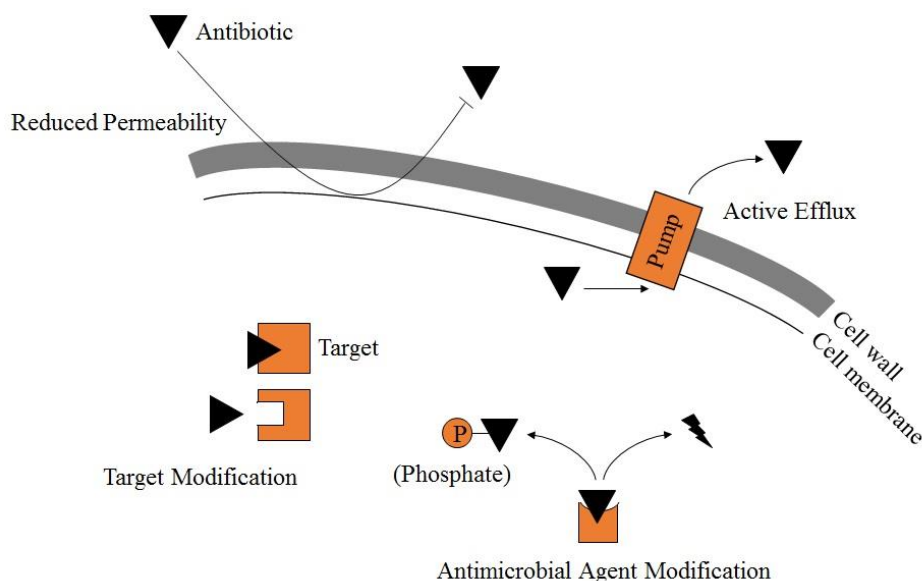 Antibiotic
Reduced Permeability
Active Efflux
Pump
Cell wall
Cell membrane
Target
Target Modification
P
(Phosphate)
Antimicrobial Agent Modification